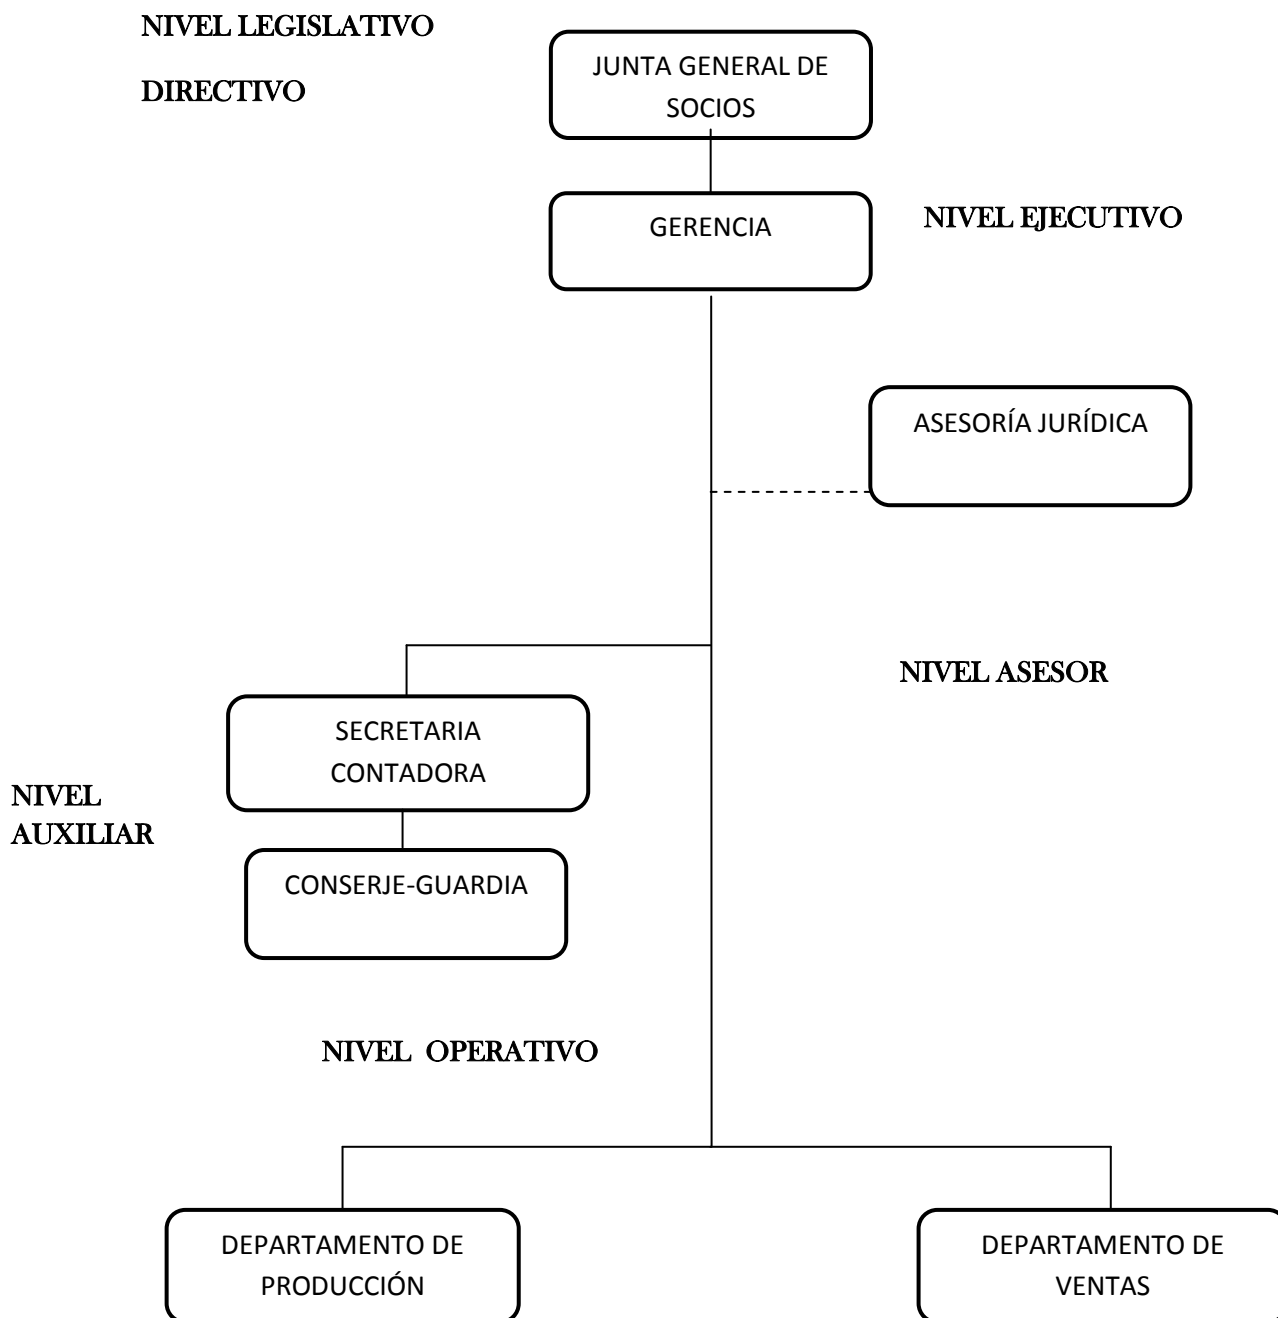 NIVEL LEGISLATIVO
DIRECTIVO
JUNTA GENERAL DE
SOCIOS
GERENCIA
NIVEL EJECUTIVO
ASESORÍA JURÍDICA
NIVEL ASESOR
SECRETARIA
CONTADORA
NIVEL
AUXILIAR
CONSERJE-GUARDIA
NIVEL  OPERATIVO
DEPARTAMENTO DE
PRODUCCIÓN
DEPARTAMENTO DE
VENTAS